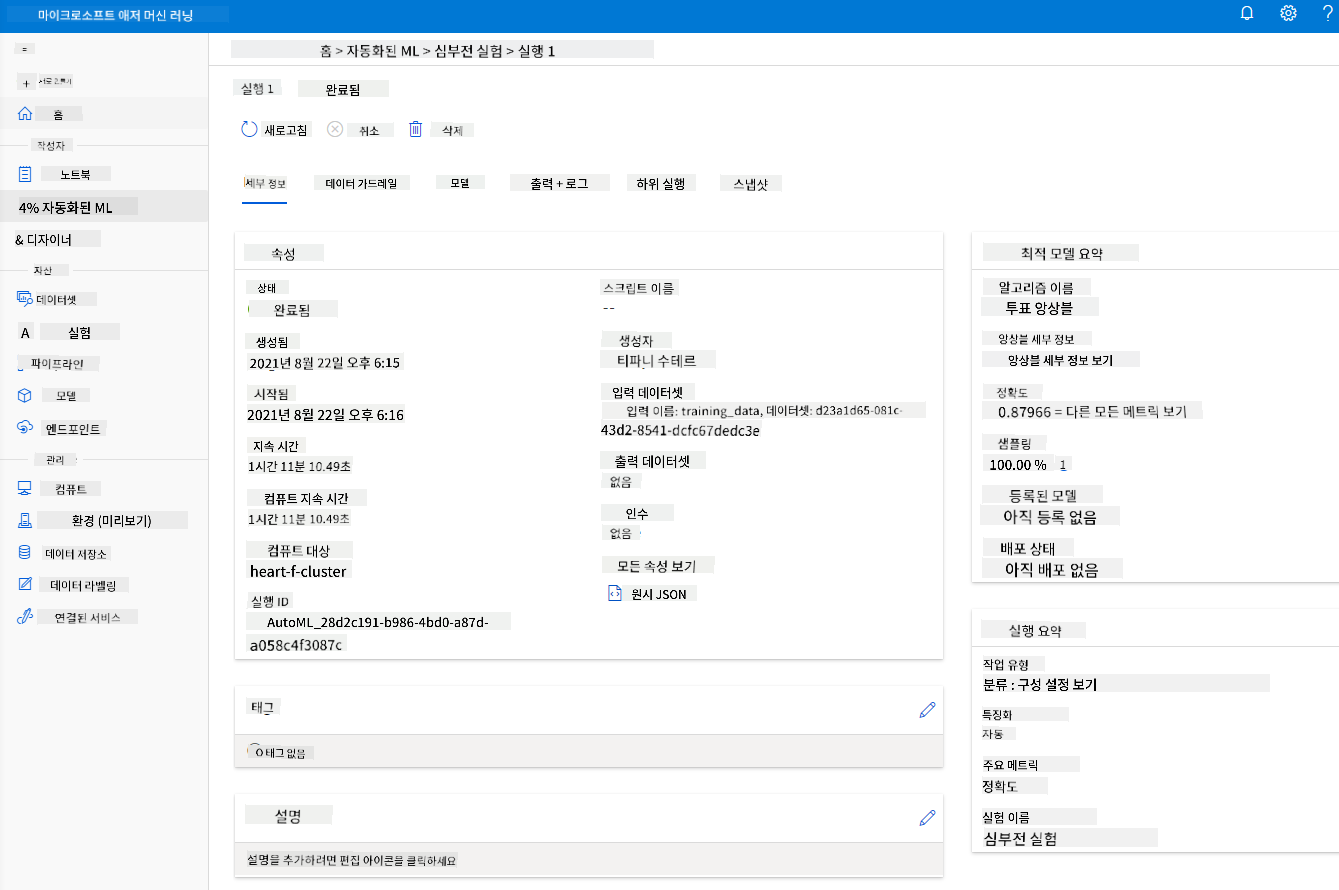 마이크로소프트 애저 머신 러닝
?
=
+ 새로 만들기
홈
작성자
노트북
4% 자동화된 ML
& 디자이너
자산
데이터셋
A 실험
파이프라인
모델
엔드포인트
관리
컴퓨트
환경 (미리보기)
데이터 저장소
데이터 라벨링
연결된 서비스
홈 > 자동화된 ML > 심부전 실험 > 실행 1
실행 1 완료됨
새로고침 취소 삭제
세부 정보 데이터 가드레일 모델 출력 + 로그 하위 실행 스냅샷
속성
상태
완료됨
생성됨
2021년 8월 22일 오후 6:15
시작됨
2021년 8월 22일 오후 6:16
지속 시간
1시간 11분 10.49초
컴퓨트 지속 시간
1시간 11분 10.49초
컴퓨트 대상
heart-f-cluster
실행 ID
AutoML_28d2c191-b986-4bd0-a87d-
a058c4f3087c
스크립트 이름
--
생성자
티파니 수테르
입력 데이터셋
입력 이름: training_data, 데이터셋: d23a1d65-081c-
43d2-8541-dcfc67dedc3e
출력 데이터셋
없음
인수
없음
모든 속성 보기
원시 JSON
태그
태그 없음
설명
설명을 추가하려면 편집 아이콘을 클릭하세요
최적 모델 요약
알고리즘 이름
투표 앙상블
앙상블 세부 정보
앙상블 세부 정보 보기
정확도
0.87966 = 다른 모든 메트릭 보기
샘플링
100.00 % 1
등록된 모델
아직 등록 없음
배포 상태
아직 배포 없음
실행 요약
작업 유형
분류 : 구성 설정 보기
특징화
자동
주요 메트릭
정확도
실험 이름
심부전 실험